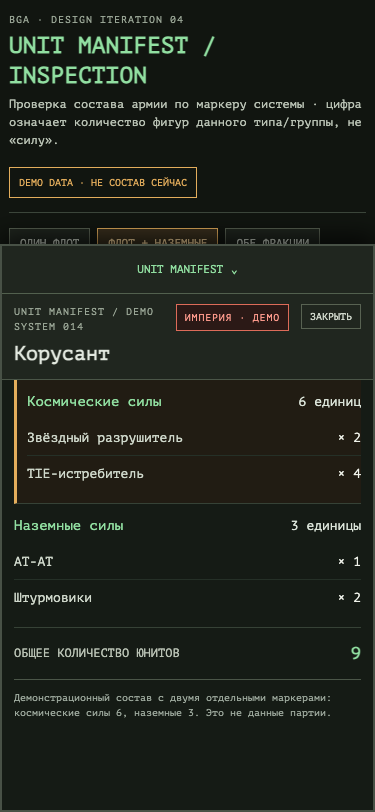 BGA · DESIGN ITERATION 04
UNIT MANIFEST /
INSPECTION
Проверка состава армии по маркеру системы · цифра
означает количество фигур данного типа/группы, не
«силу».
DEMO DATA · НЕ СОСТАВ СЕЙЧАС
ОДИН ФЛОТ
ФЛОТ + НАЗЕМНЫЕ
ОБЕ ФРАКЦИИ
UNIT MANIFEST ⌄
UNIT MANIFEST / DEMO
SYSTEM 014
ИМПЕРИЯ · ДЕМО
ЗАКРЫТЬ
Корусант
Космические силы 6 единиц
Звёздный разрушитель × 2
TIE-истребитель × 4
Наземные силы 3 единицы
AT-AT × 1
Штурмовики × 2
ОБЩЕЕ КОЛИЧЕСТВО ЮНИТОВ 9
Демонстрационный состав с двумя отдельными маркерами:
космические силы 6, наземные 3. Это не данные партии.